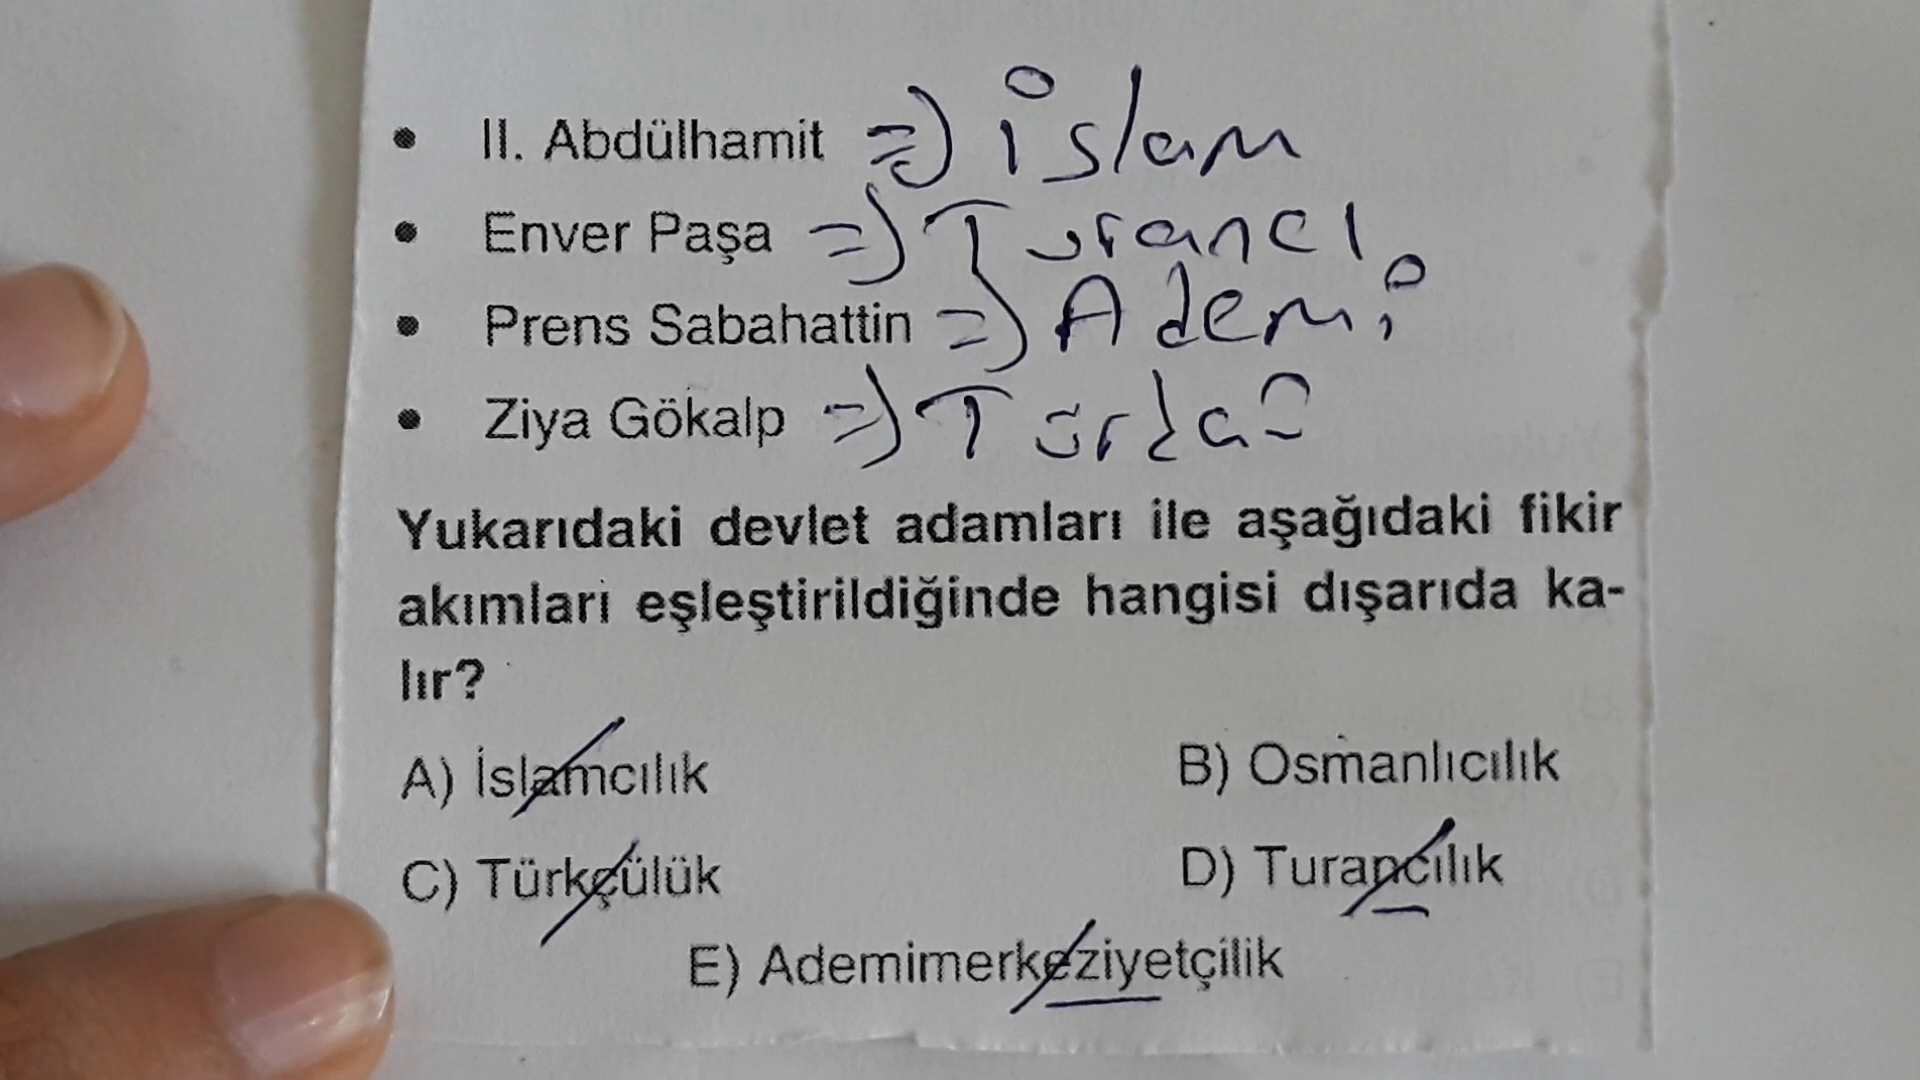 • II. Abdülhamit => İslam
• Enver Paşa => Turancı
• Prens Sabahattin => Ademi
• Ziya Gökalp =>
Yukarıdaki devlet adamları ile aşağıdaki fikir
akımları eşleştirildiğinde hangisi dışarıda ka-
lır?
A) İslamcılık B) Osmanlıcılık
C) Türkçülük D) Turancılık
E) Ademimerkeziyetçilik